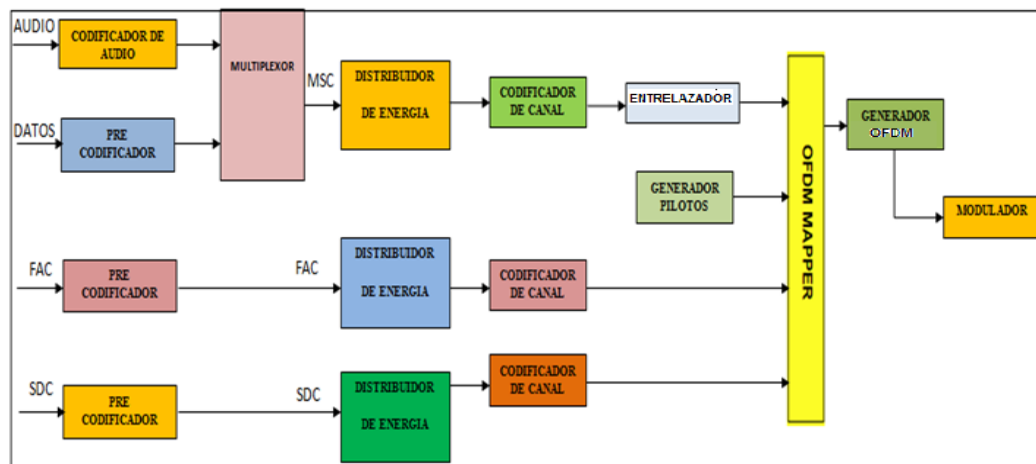 AUDIO
CODIFICADOR DE
AUDIO
DATOS
PRE
CODIFICADOR
MULTIPLEXOR
MSC
DISTRIBUIDOR
DE ENERGIA
CODIFICADOR
DE CANAL
ENTRELAZADOR
GENERADOR
PILOTOS
OFDM MAPPER
GENERADOR
OFDM
MODULADOR
FAC
PRE
CODIFICADOR
FAC
DISTRIBUIDOR
DE ENERGIA
CODIFICADOR
DE CANAL
SDC
PRE
CODIFICADOR
SDC
DISTRIBUIDOR
DE ENERGIA
CODIFICADOR
DE CANAL